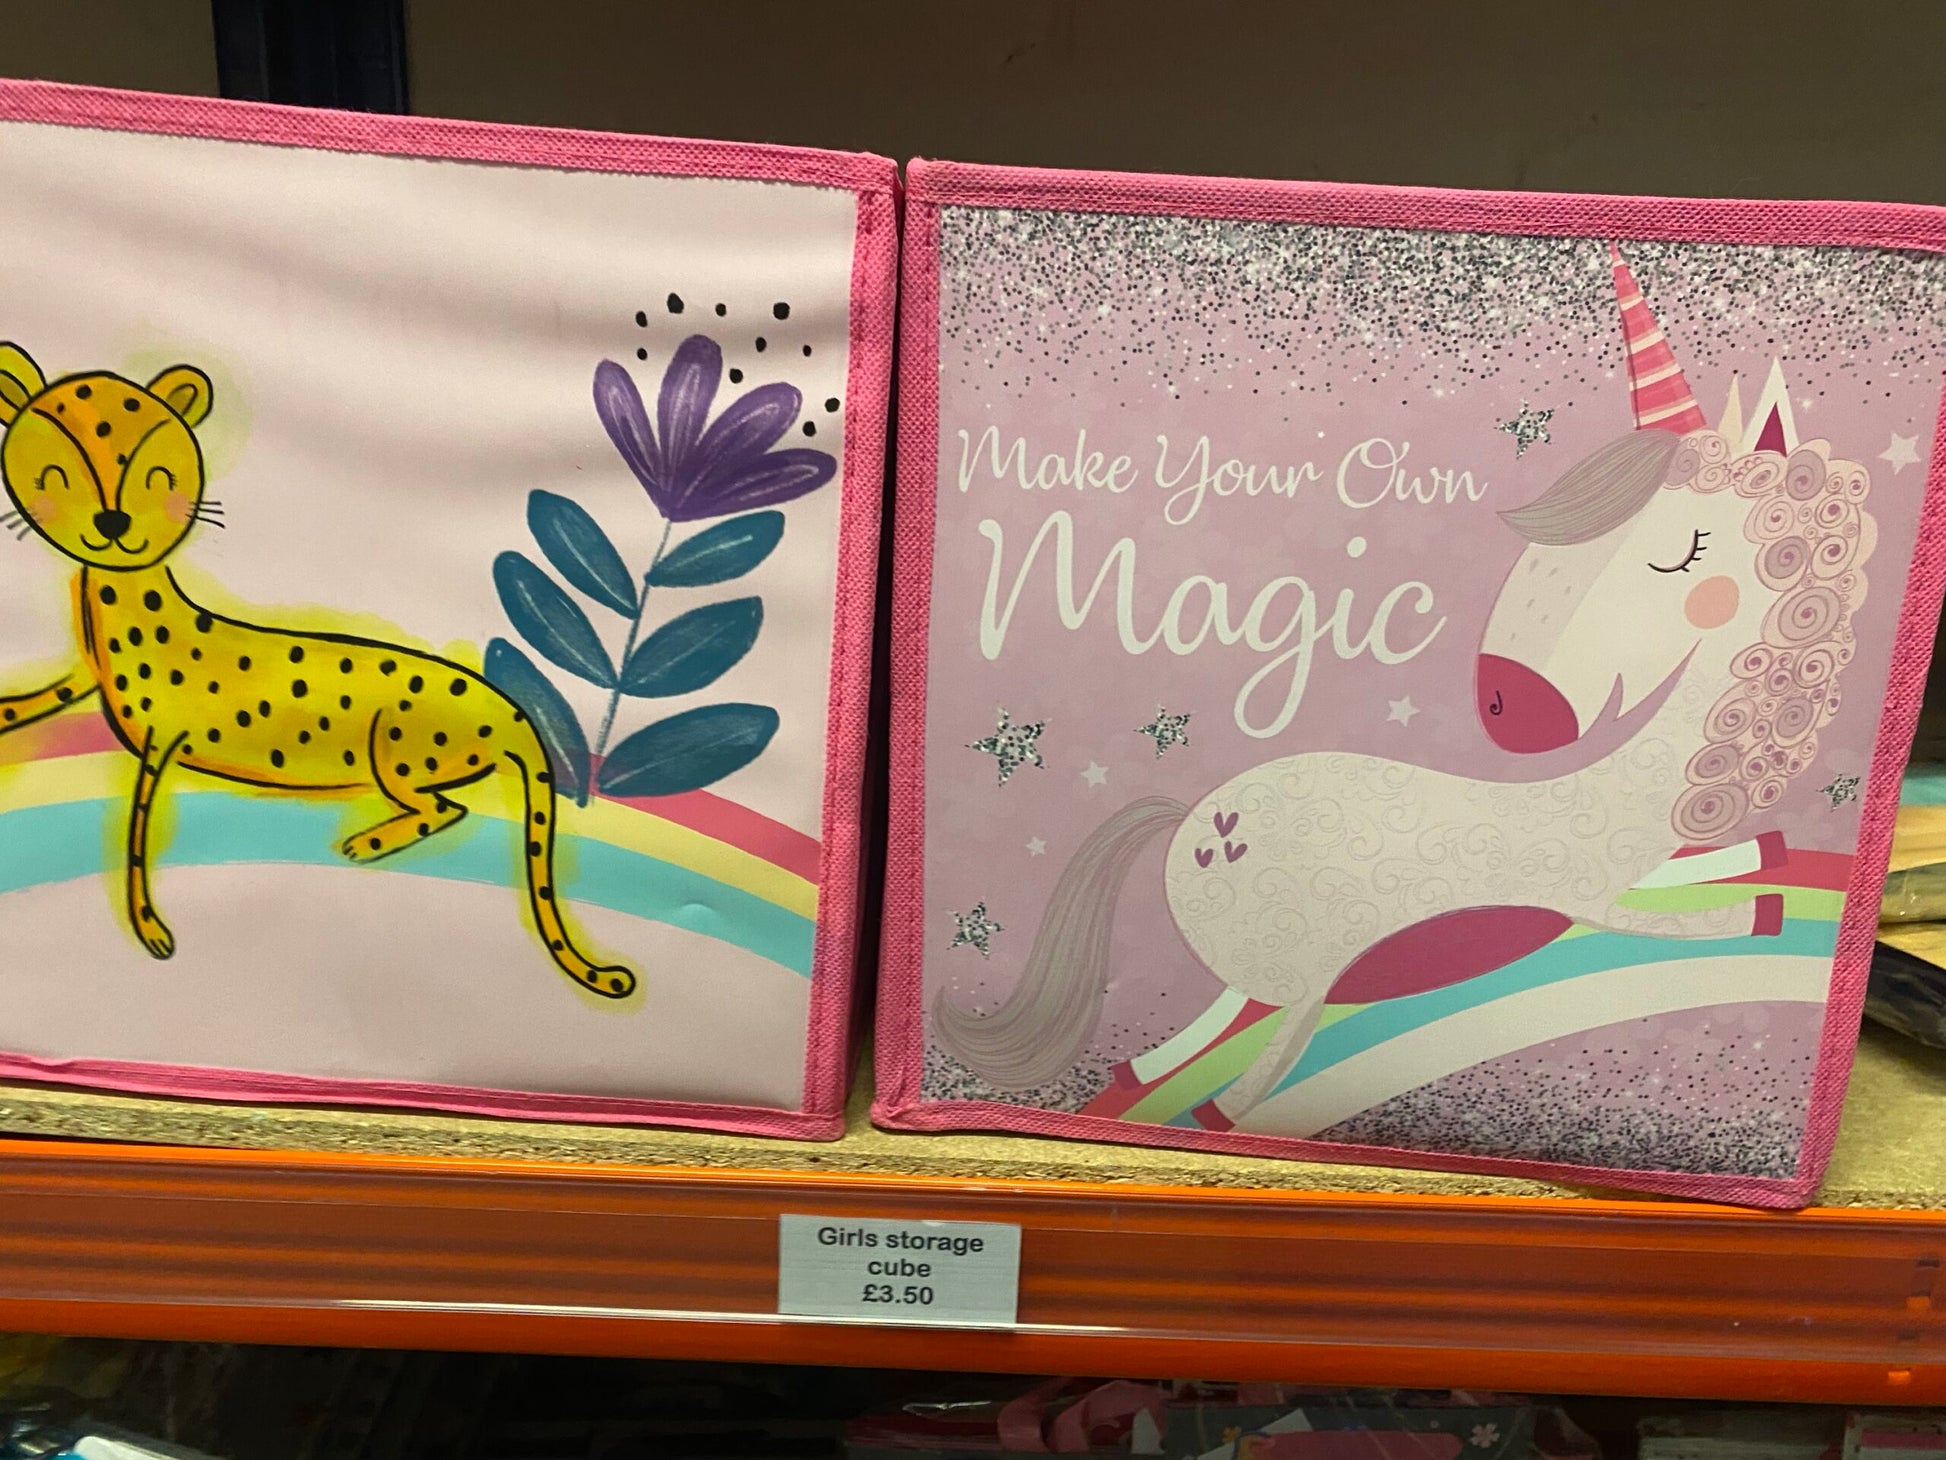 Make Your Own
Magic
Girls storage
cube
£3.50